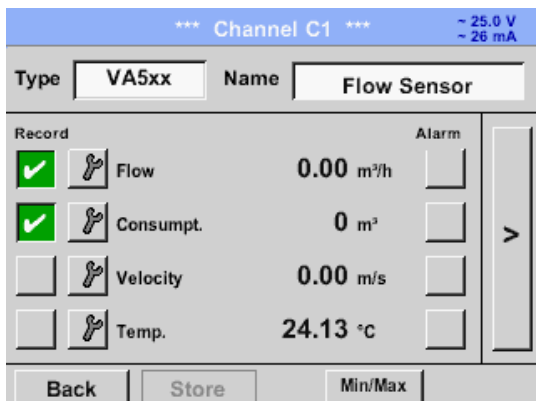 *** Channel C1 ***
~ 25.0 V
~ 26 mA
Type VA5xx Name Flow Sensor
Record Alarm
✔ Flow 0.00 m³/h
✔ Consumpt. 0 m³
Velocity 0.00 m/s
Temp. 24.13 °C
>
Back Store Min/Max